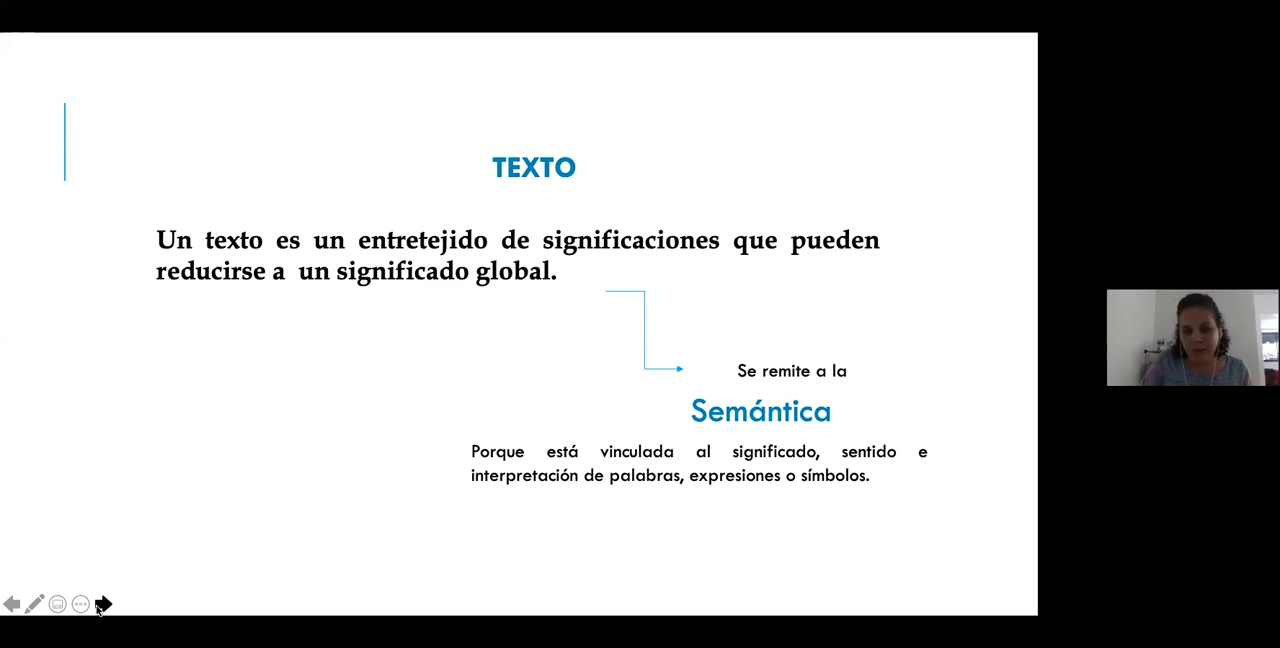 TEXTO
Un texto es un entretejido de significaciones que pueden
reducirse a un significado global.
Se remite a la
Semántica
Porque está vinculada al significado, sentido e
interpretación de palabras, expresiones o símbolos.